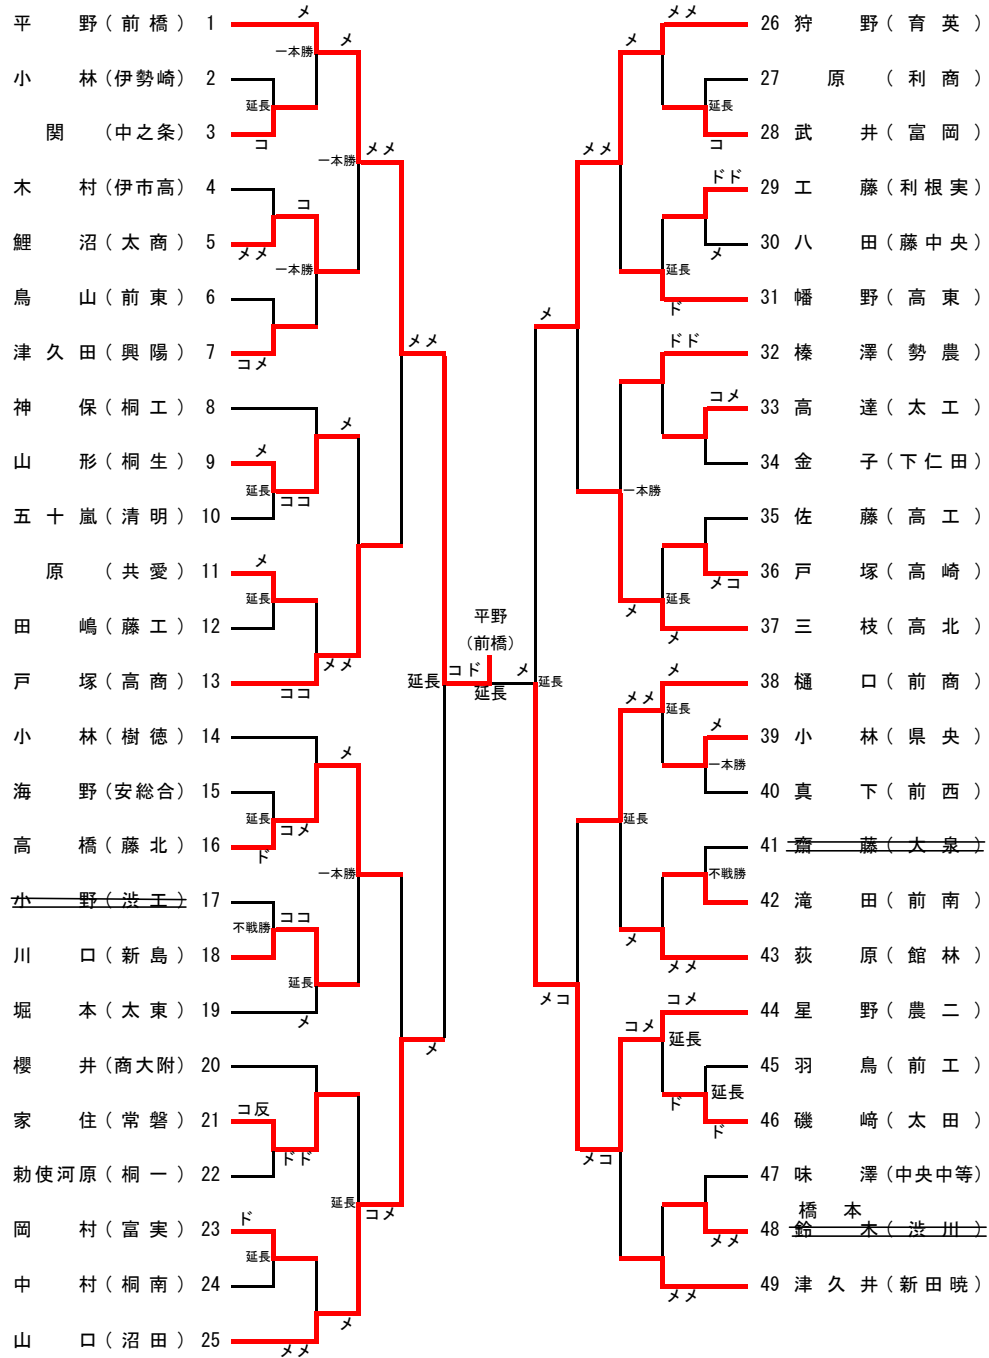 平野（前橋） 1 メ
小林（伊勢崎） 2
関（中之条） 3 コ
木村（伊市高） 4
鯉沼（太商） 5 メメ
鳥山（前東） 6
津久田（興陽） 7 コメ
神保（桐工） 8
山形（桐生） 9 メ
五十嵐（清明） 10
原（共愛） 11 メ
田嶋（藤工） 12
戸塚（高商） 13 ココ
小林（樹徳） 14
海野（安総合） 15
高橋（藤北） 16 ド
小野（渋工） 17
川口（新島） 18
堀本（太東） 19 メ
櫻井（商大附） 20
家住（常磐） 21 コ反
勅使河原（桐一） 22
岡村（富実） 23 ド
中村（桐南） 24
山口（沼田） 25 メメ
メ
一本勝
延長
一本勝
メメ
コ
一本勝
メメ
メ
延長
ココ
延長
メメ
メ
延長
コメ
一本勝
不戦勝
ココ
延長
メ
ドド
延長
コメ
延長
メ
平野
（前橋）
延長
コド
延長
メ
延長
メ
メコ
メ
メメ
延長
延長
一本勝
メ
延長
メメ
延長
一本勝
延長
不戦勝
メ
コメ
延長
ド
延長
メコ
メメ 26 狩野（育英）
27 原（利商）
コ 28 武井（富岡）
ドド 29 工藤（利根実）
メ 30 八田（藤中央）
ド 31 幡野（高東）
ドド 32 榛澤（勢農）
コメ 33 高達（太工）
34 金子（下仁田）
35 佐藤（高工）
メコ 36 戸塚（高崎）
メ 37 三枝（高北）
メ 38 樋口（前商）
メ 39 小林（県央）
40 真下（前西）
41 齋藤（大泉）
42 滝田（前南）
メメ 43 荻原（館林）
コメ 44 星野（農二）
45 羽鳥（前工）
ド 46 磯﨑（太田）
47 味澤（中央中等）
橋本
メメ 48 鈴木（渋川）
メメ 49 津久井（新田暁）